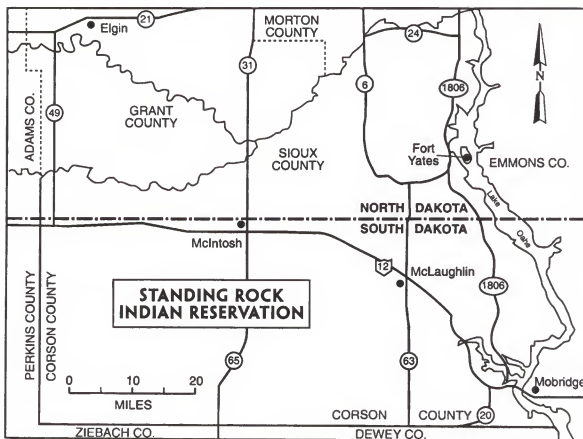 21
Elgin
MORTON
COUNTY
24
31
6
1806
N
ADAMS CO.
49
GRANT
COUNTY
SIOUX
COUNTY
Fort
Yates
EMMONS CO.
Lake
Oahe
NORTH DAKOTA
SOUTH DAKOTA
McIntosh
12
McLaughlin
PERKINS COUNTY
CORSON COUNTY
STANDING ROCK
INDIAN RESERVATION
1806
65
63
0 10 20
MILES
Mobridge
CORSON COUNTY
20
ZIEBACH CO.
DEWEY CO.